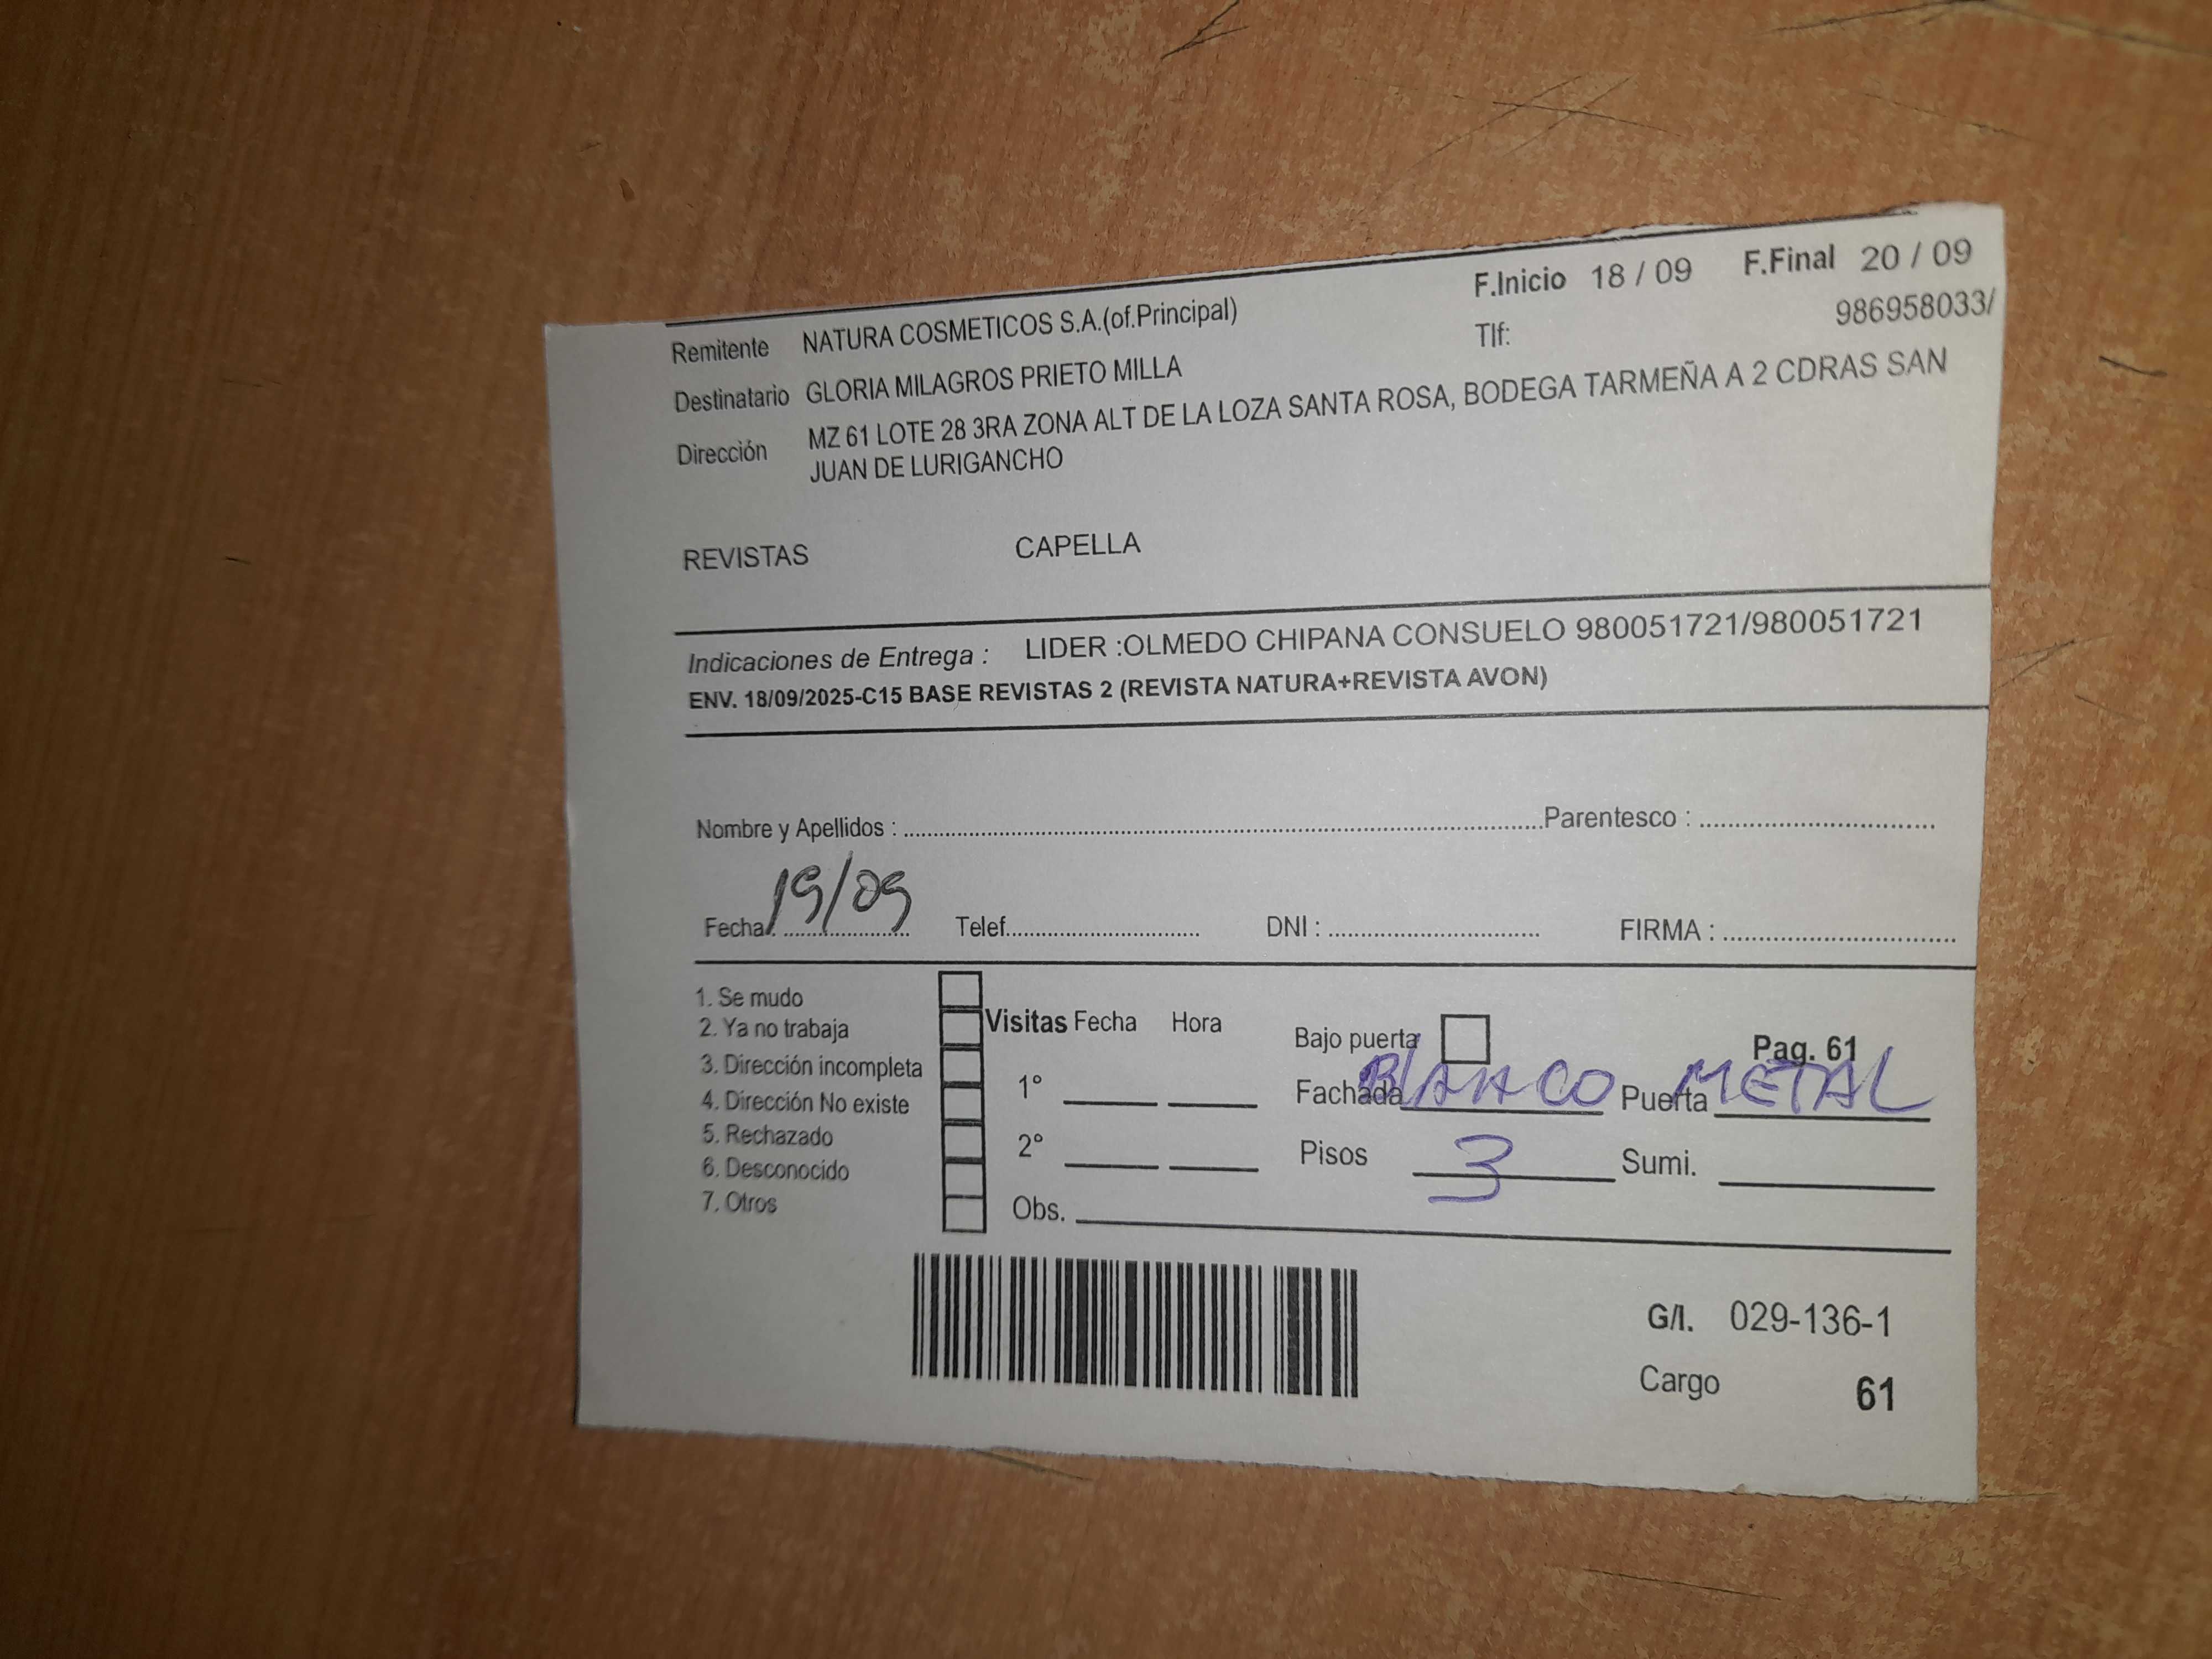 F.Inicio 18 / 09 F.Final 20 / 09
Remitente NATURA COSMETICOS S.A.(of.Principal) Tlf: 986958033/
Destinatario GLORIA MILAGROS PRIETO MILLA
Dirección MZ 61 LOTE 28 3RA ZONA ALT DE LA LOZA SANTA ROSA, BODEGA TARMEÑA A 2 CDRAS SAN
JUAN DE LURIGANCHO
REVISTAS CAPELLA
Indicaciones de Entrega : LIDER :OLMEDO CHIPANA CONSUELO 980051721/980051721
ENV. 18/09/2025-C15 BASE REVISTAS 2 (REVISTA NATURA+REVISTA AVON)
Nombre y Apellidos : Parentesco :
Fecha: 19/09 Telef. DNI : FIRMA :
1. Se mudo
2. Ya no trabaja
3. Dirección incompleta
4. Dirección No existe
5. Rechazado
6. Desconocido
7. Otros
Visitas Fecha Hora
1°
2°
Obs.
Bajo puerta Pag. 61
Fachada BLANCO Puerta METAL
Pisos 3 Sumi.
G/I. 029-136-1
Cargo 61